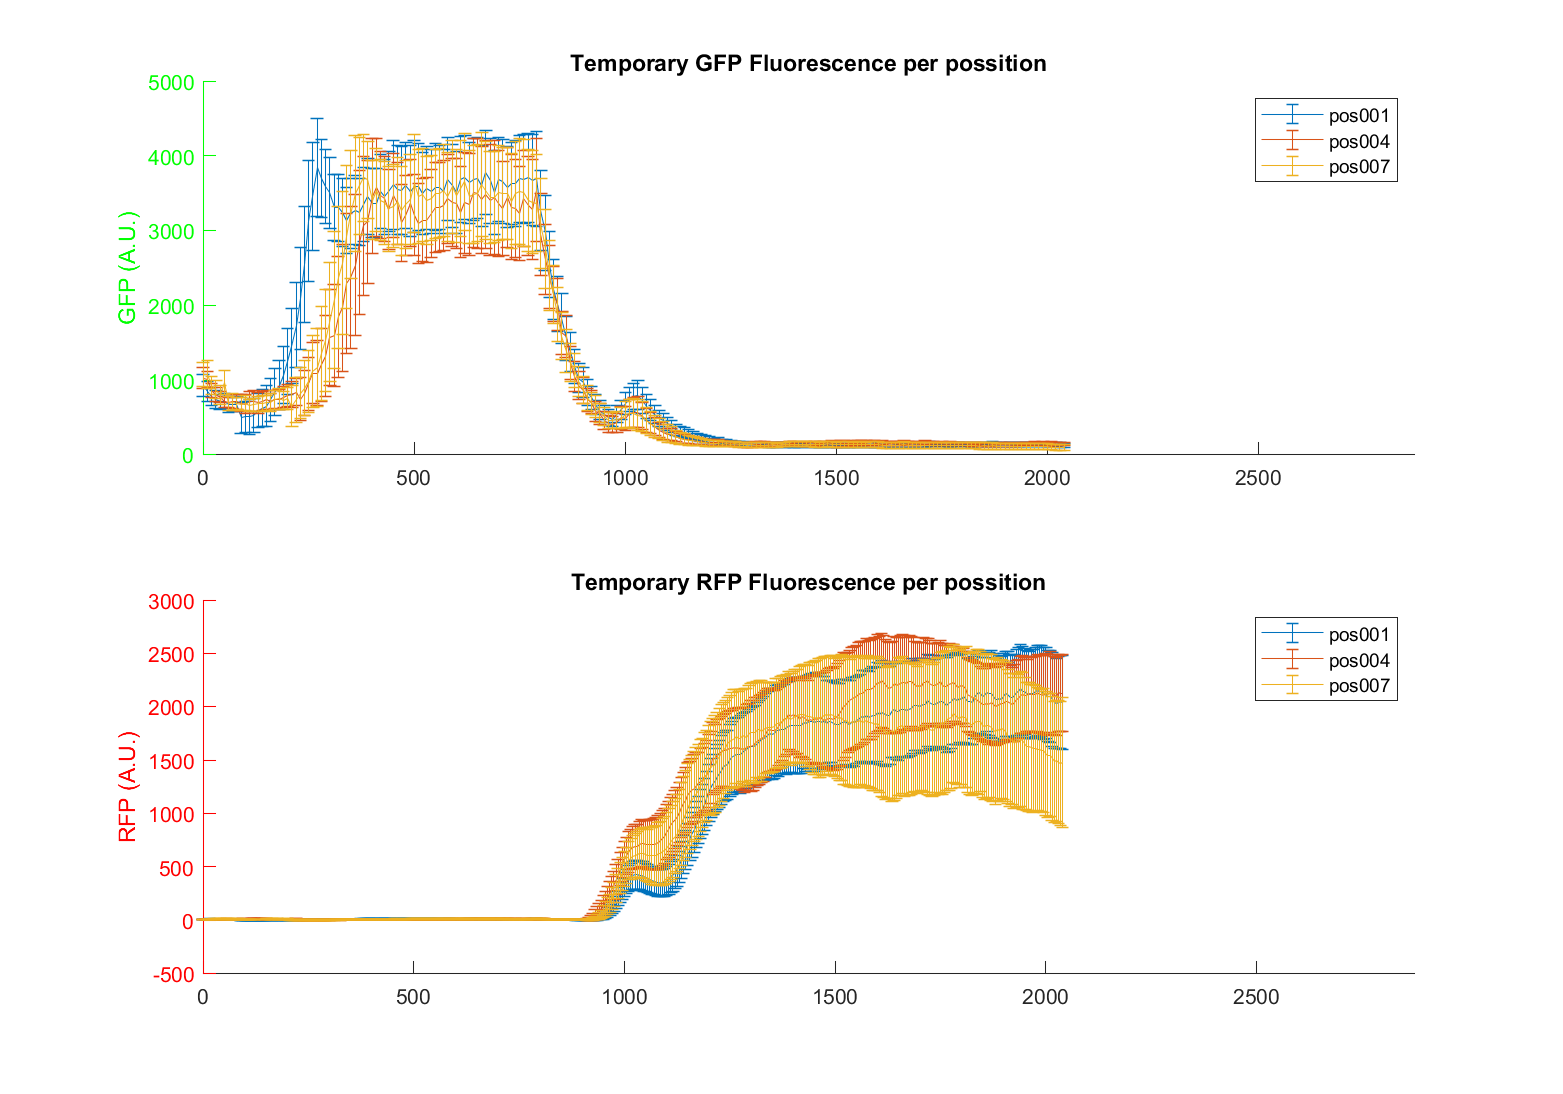 Temporary GFP Fluorescence per possition
GFP (A.U.)
5000
4000
3000
2000
1000
0
0 500 1000 1500 2000 2500
pos001
pos004
pos007
Temporary RFP Fluorescence per possition
RFP (A.U.)
3000
2500
2000
1500
1000
500
0
-500
0 500 1000 1500 2000 2500
pos001
pos004
pos007